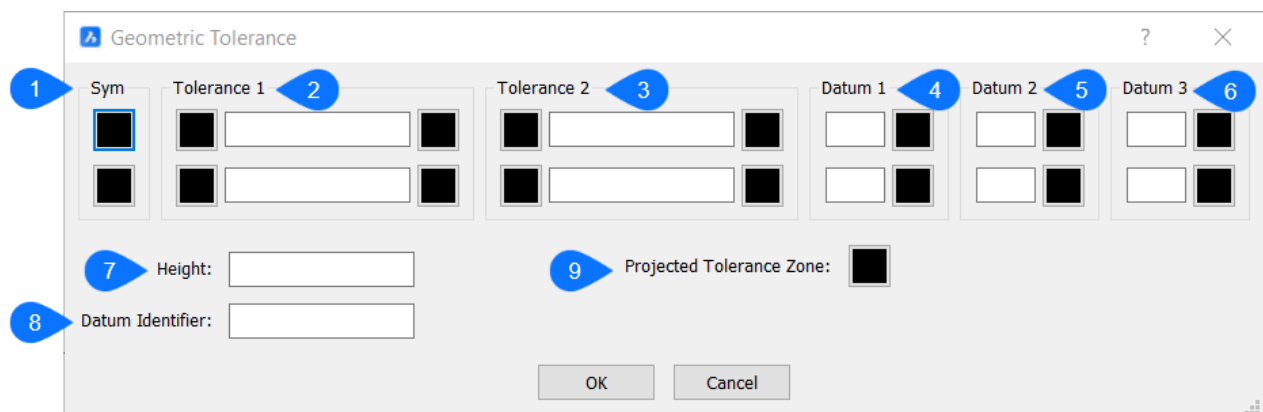 Geometric Tolerance ? ×
1 Sym Tolerance 1 2 Tolerance 2 3 Datum 1 4 Datum 2 5 Datum 3 6
7 Height: 9 Projected Tolerance Zone:
8 Datum Identifier:
OK Cancel